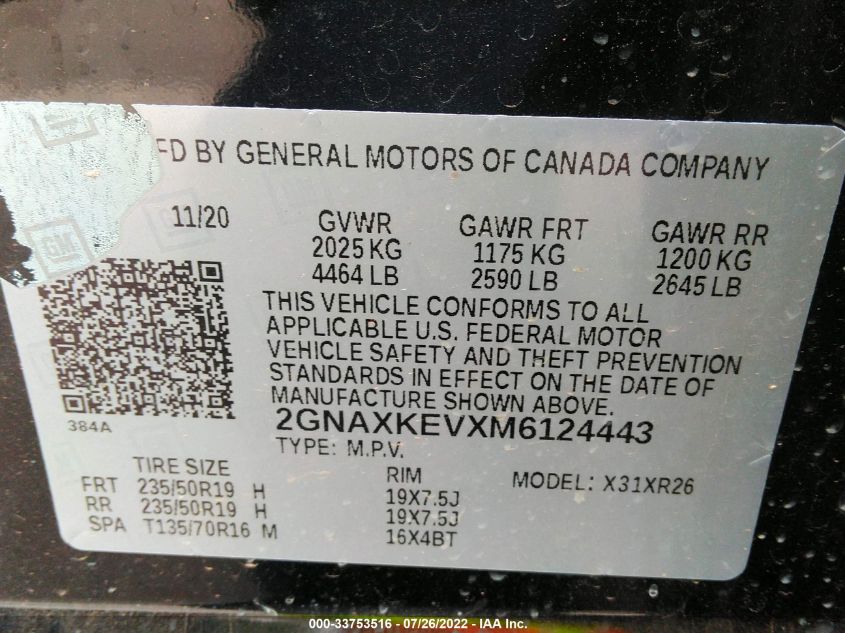 FD BY GENERAL MOTORS OF CANADA COMPANY
11/20 GVWR GAWR FRT GAWR RR
2025 KG 1175 KG 1200 KG
4464 LB 2590 LB 2645 LB
THIS VEHICLE CONFORMS TO ALL
APPLICABLE U.S. FEDERAL MOTOR
VEHICLE SAFETY AND THEFT PREVENTION
STANDARDS IN EFFECT ON THE DATE OF
MANUFACTURE SHOWN ABOVE.
384A
2GNAXKEVXM6124443
TYPE: M.P.V.
TIRE SIZE RIM MODEL: X31XR26
FRT 235/50R19 H 19X7.5J
RR 235/50R19 H 19X7.5J
SPA T135/70R16 M 16X4BT
GM
000-33753516 - 07/26/2022 - IAA Inc.